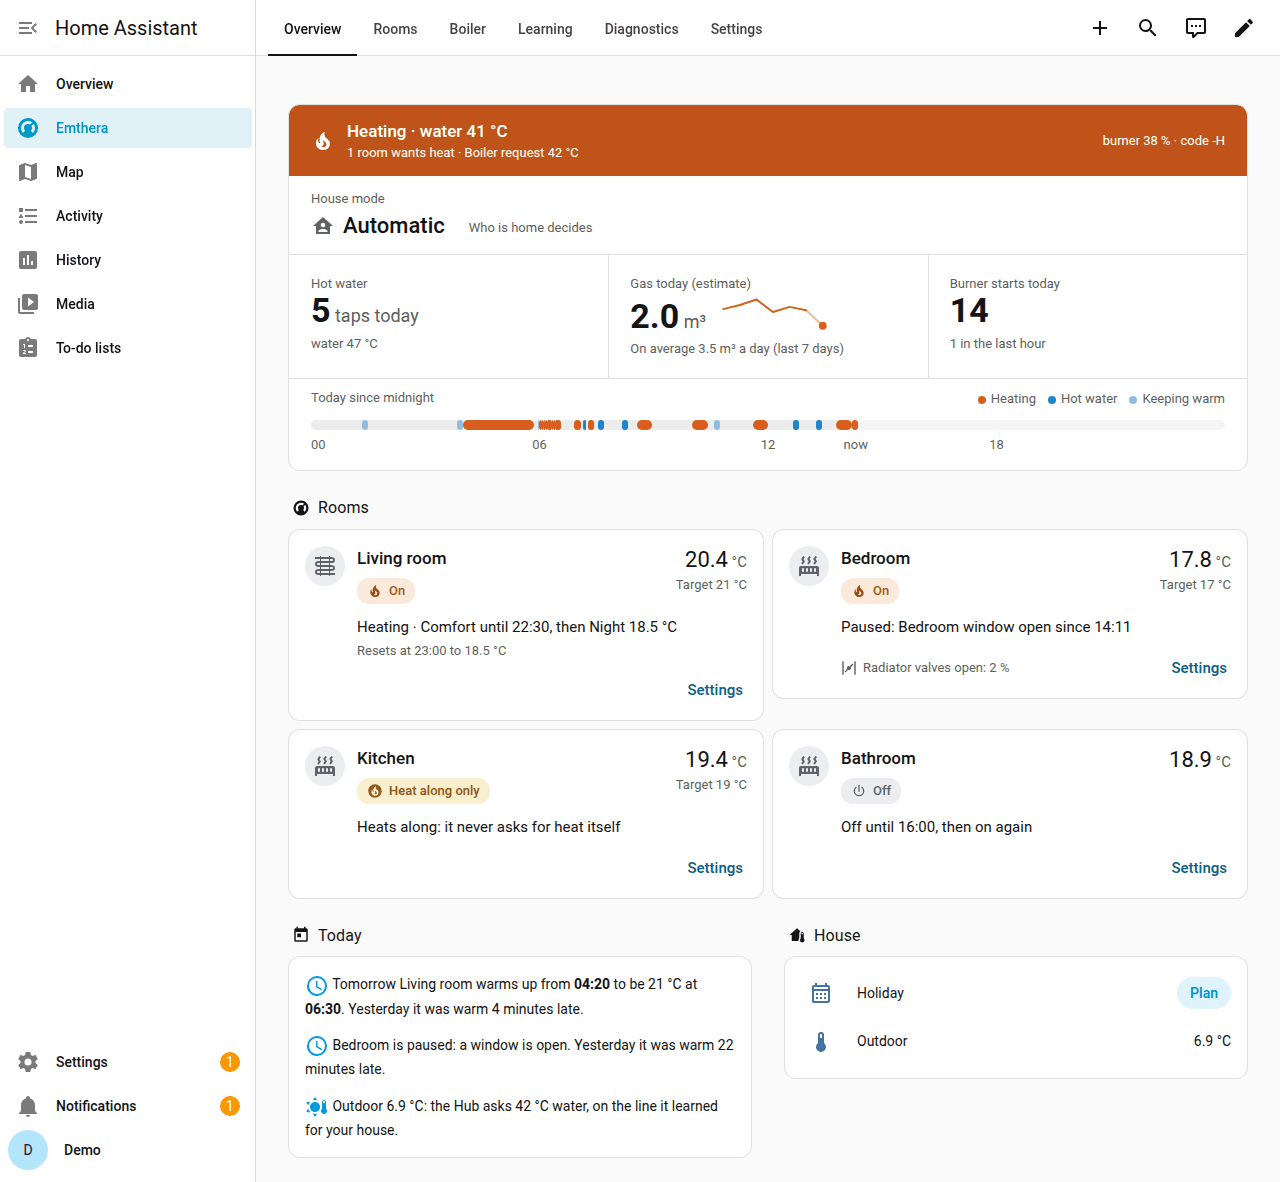 Home Assistant
Overview
Rooms
Boiler
Learning
Diagnostics
Settings
Overview
Emthera
Map
Activity
History
Media
To-do lists
Settings 1
Notifications 1
D Demo
Heating · water 41 °C
1 room wants heat · Boiler request 42 °C
burner 38 % · code -H
House mode
Automatic Who is home decides
Hot water
5 taps today
water 47 °C
Gas today (estimate)
2.0 m³
On average 3.5 m³ a day (last 7 days)
Burner starts today
14
1 in the last hour
Today since midnight
Heating Hot water Keeping warm
00 06 12 now 18
Rooms
Living room
20.4 °C
On
Target 21 °C
Heating · Comfort until 22:30, then Night 18.5 °C
Resets at 23:00 to 18.5 °C
Settings
Bedroom
17.8 °C
On
Target 17 °C
Paused: Bedroom window open since 14:11
Radiator valves open: 2 %
Settings
Kitchen
19.4 °C
Heat along only
Target 19 °C
Heats along: it never asks for heat itself
Settings
Bathroom
18.9 °C
Off
Off until 16:00, then on again
Settings
Today
Tomorrow Living room warms up from 04:20 to be 21 °C at
06:30. Yesterday it was warm 4 minutes late.
Bedroom is paused: a window is open. Yesterday it was warm 22
minutes late.
Outdoor 6.9 °C: the Hub asks 42 °C water, on the line it learned
for your house.
House
Holiday Plan
Outdoor 6.9 °C